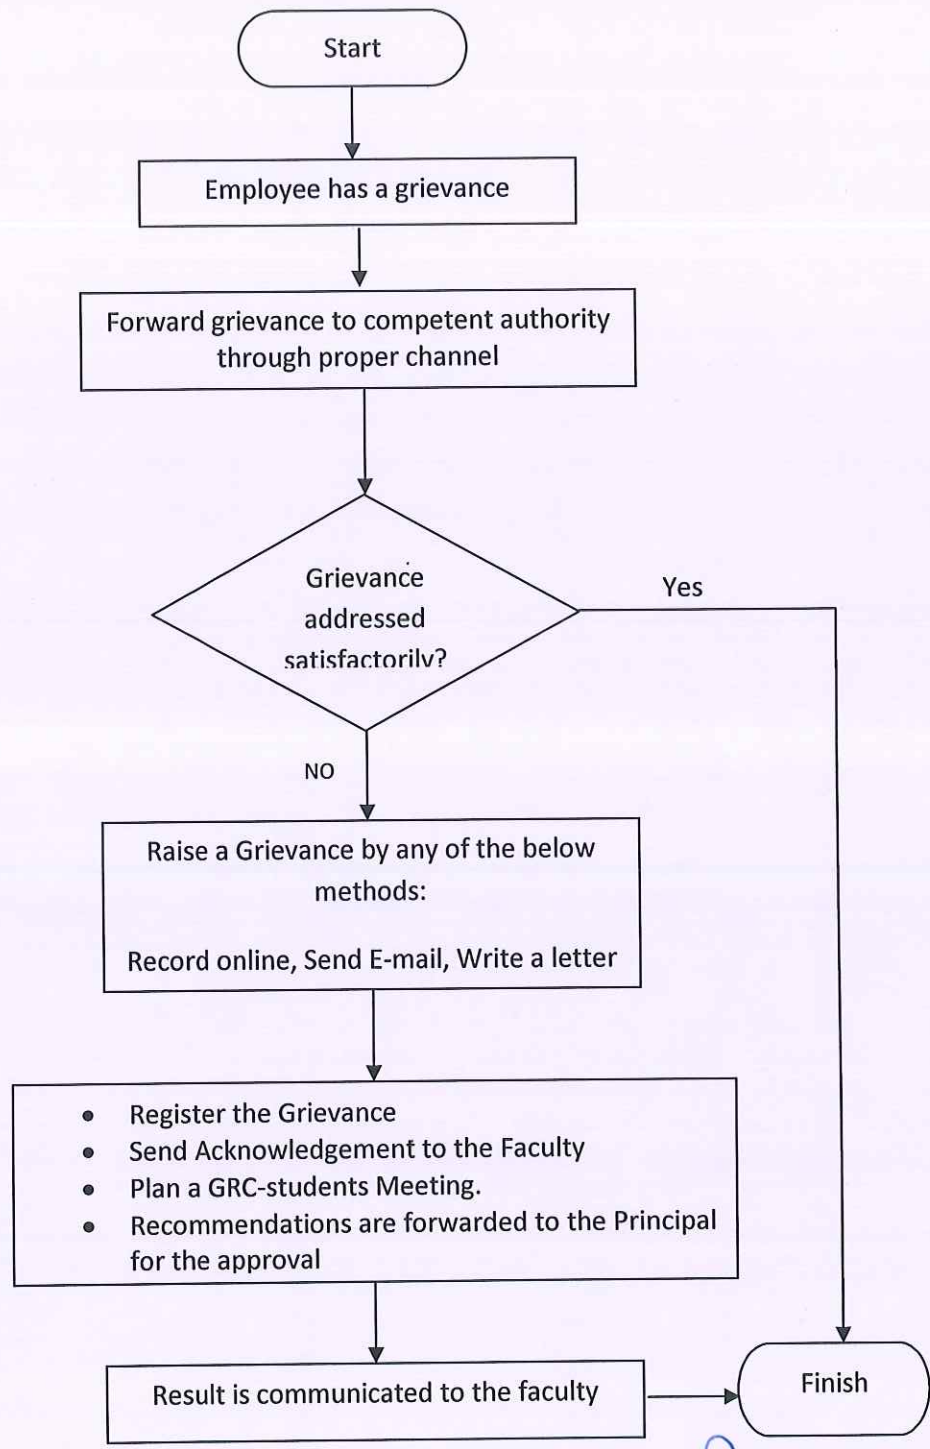 Start
Employee has a grievance
Forward grievance to competent authority
through proper channel
Grievance
addressed
satisfactorily?
Yes
NO
Raise a Grievance by any of the below
methods:
Record online, Send E-mail, Write a letter
• Register the Grievance
• Send Acknowledgement to the Faculty
• Plan a GRC-students Meeting.
• Recommendations are forwarded to the Principal
for the approval
Result is communicated to the faculty
Finish